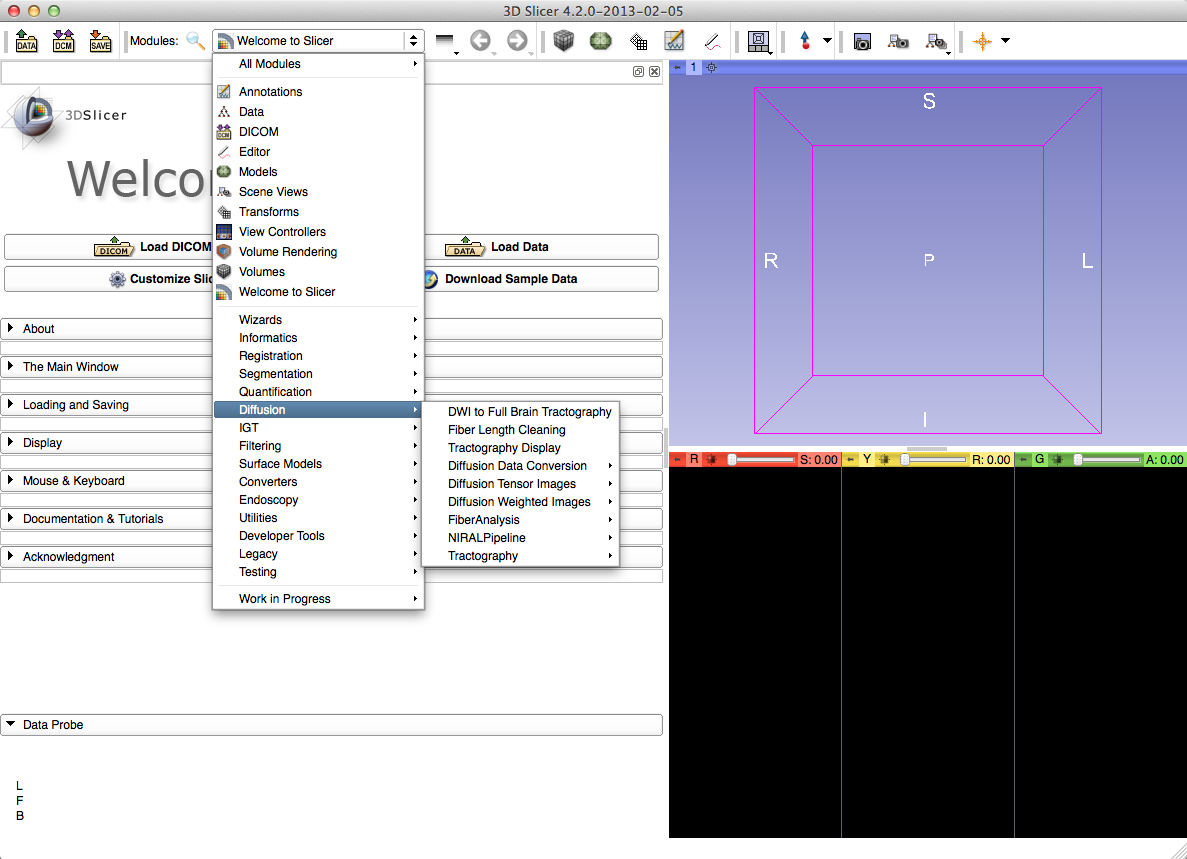 3D Slicer 4.2.0-2013-02-05
DATA DCM SAVE Modules: Welcome to Slicer
All Modules
Annotations
Data
DICOM
Editor
Models
Scene Views
Transforms
View Controllers
Volume Rendering
Volumes
Welcome to Slicer
Wizards
Informatics
Registration
Segmentation
Quantification
Diffusion
IGT
Filtering
Surface Models
Converters
Endoscopy
Utilities
Developer Tools
Legacy
Testing
Work in Progress
DWI to Full Brain Tractography
Fiber Length Cleaning
Tractography Display
Diffusion Data Conversion
Diffusion Tensor Images
Diffusion Weighted Images
FiberAnalysis
NIRALPipeline
Tractography
3DSlicer
Welco
DICOM Load DICOM
DATA Load Data
Customize Slic
Download Sample Data
About
The Main Window
Loading and Saving
Display
Mouse & Keyboard
Documentation & Tutorials
Acknowledgment
Data Probe
L
F
B
1
S
R P L
I
R S: 0.00 Y R: 0.00 G A: 0.00